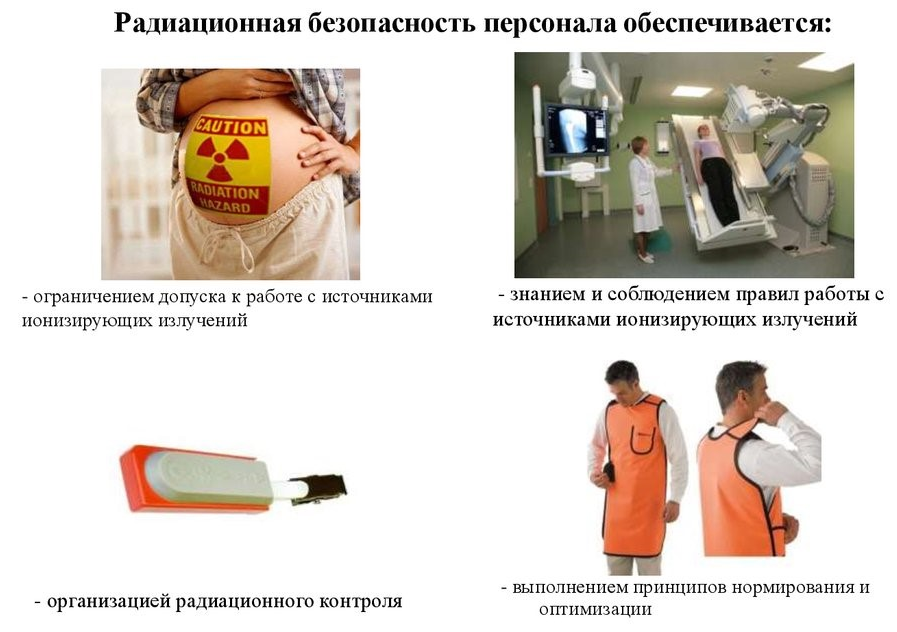 Радиационная безопасность персонала обеспечивается:
CAUTION
RADIATION
HAZARD
- ограничением допуска к работе с источниками
ионизирующих излучений
- знанием и соблюдением правил работы с
источниками ионизирующих излучений
- организацией радиационного контроля
- выполнением принципов нормирования и
оптимизации